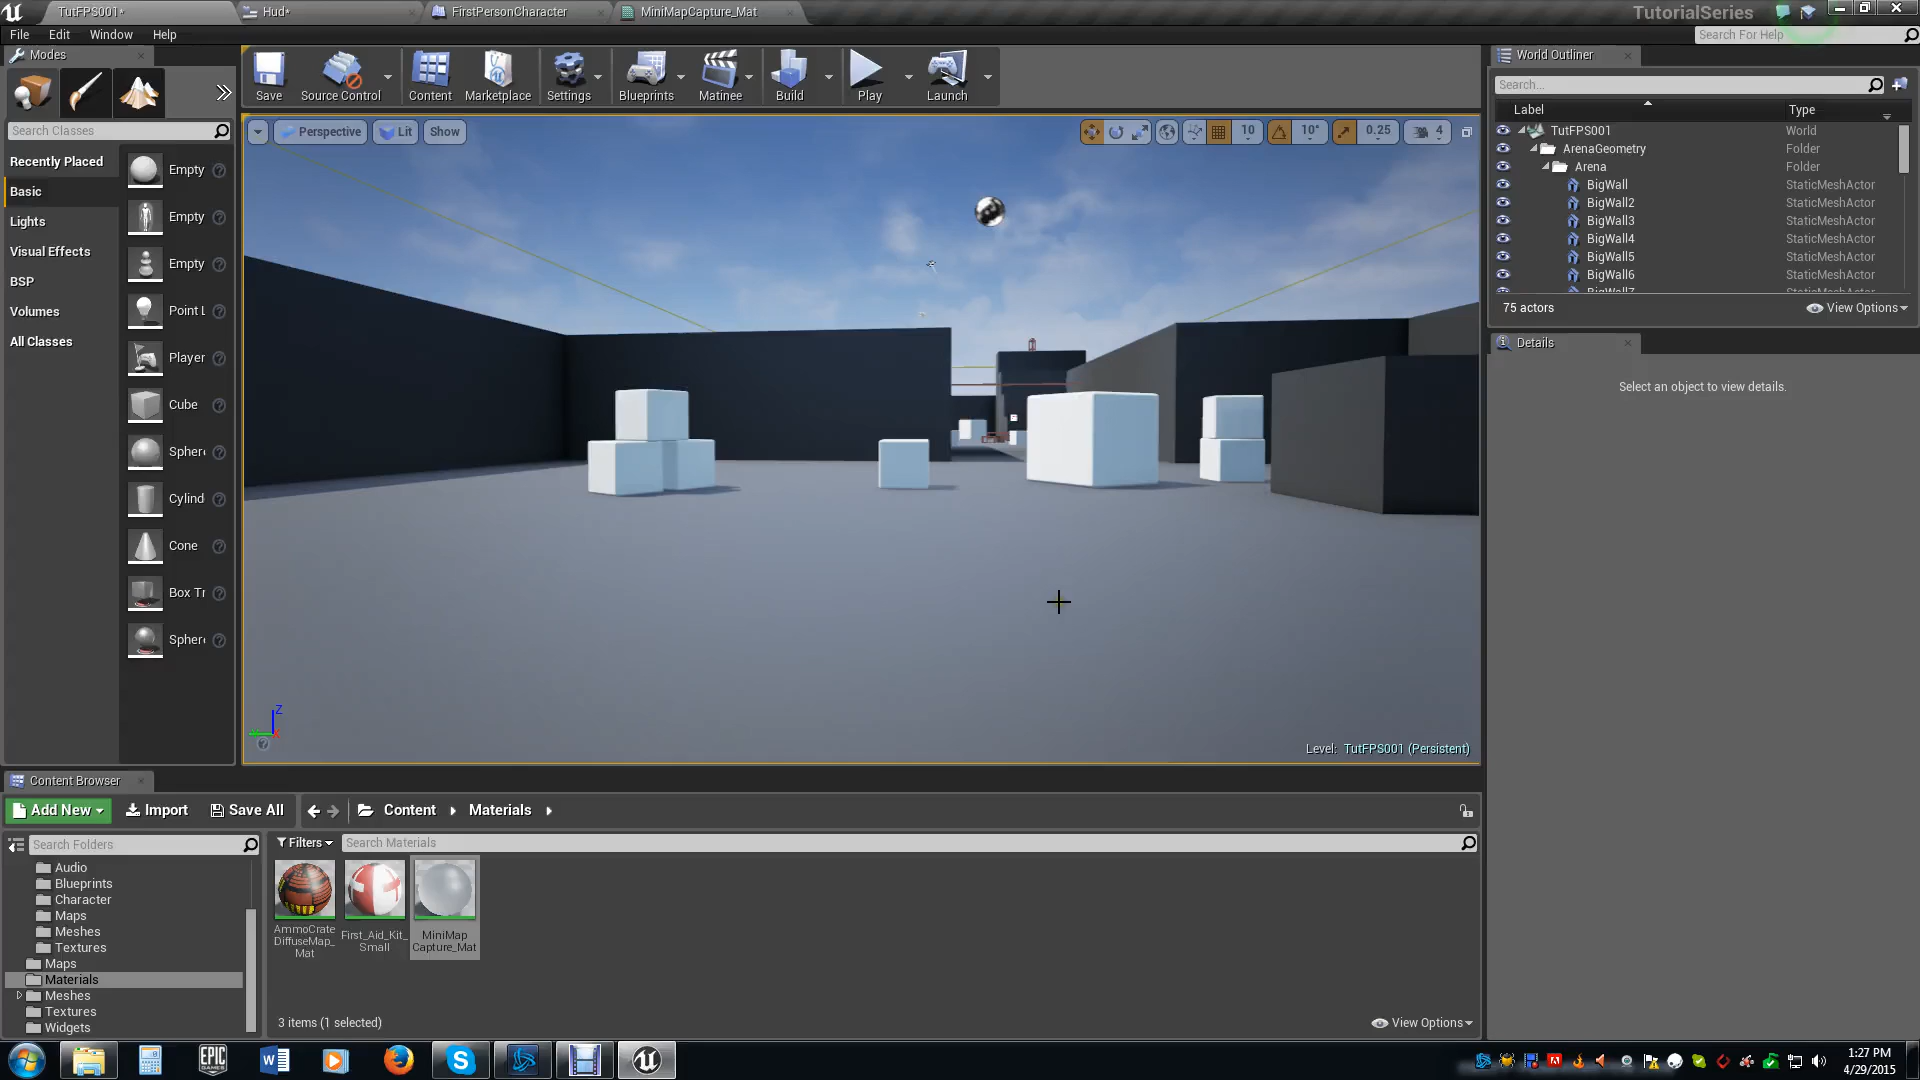 TutFPS001*
Hud*
FirstPersonCharacter
MiniMapCapture_Mat
TutorialSeries
File
Edit
Window
Help
Search For Help
Modes
Save
Source Control
Content
Marketplace
Settings
Blueprints
Matinee
Build
Play
Launch
Search Classes
Recently Placed
Basic
Lights
Visual Effects
BSP
Volumes
All Classes
Empty
Empty
Empty
Point L
Player
Cube
Sphere
Cylind
Cone
Box Tr
Sphere
Perspective
Lit
Show
10
10°
0.25
4
Z
Level: TutFPS001 (Persistent)
World Outliner
Search...
Label
Type
TutFPS001 World
ArenaGeometry Folder
Arena Folder
BigWall StaticMeshActor
BigWall2 StaticMeshActor
BigWall3 StaticMeshActor
BigWall4 StaticMeshActor
BigWall5 StaticMeshActor
BigWall6 StaticMeshActor
BigWall7 StaticMeshActor
75 actors
View Options
Details
Select an object to view details.
Content Browser
Add New
Import
Save All
Content
Materials
Search Folders
Filters
Search Materials
Audio
Blueprints
Character
Maps
Meshes
Textures
Maps
Materials
Meshes
Textures
Widgets
AmmoCrate
DiffuseMap_
Mat
First_Aid_Kit_
Small
MiniMap
Capture_Mat
3 items (1 selected)
View Options
EPIC
GAMES
1:27 PM
4/29/2015